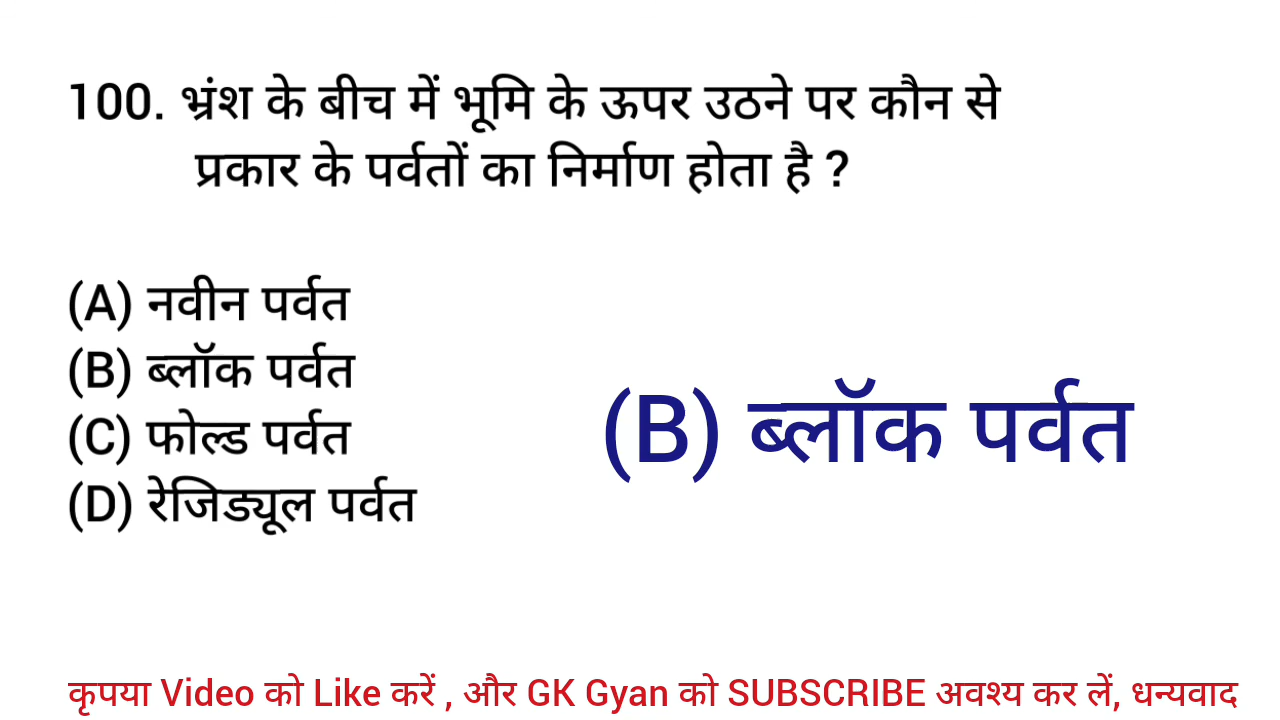 100. भ्रंश के बीच में भूमि के ऊपर उठने पर कौन से
प्रकार के पर्वतों का निर्माण होता है ?
(A) नवीन पर्वत
(B) ब्लॉक पर्वत
(C) फोल्ड पर्वत
(D) रेजिड्यूल पर्वत
(B) ब्लॉक पर्वत
कृपया Video को Like करें , और GK Gyan को SUBSCRIBE अवश्य कर लें, धन्यवाद